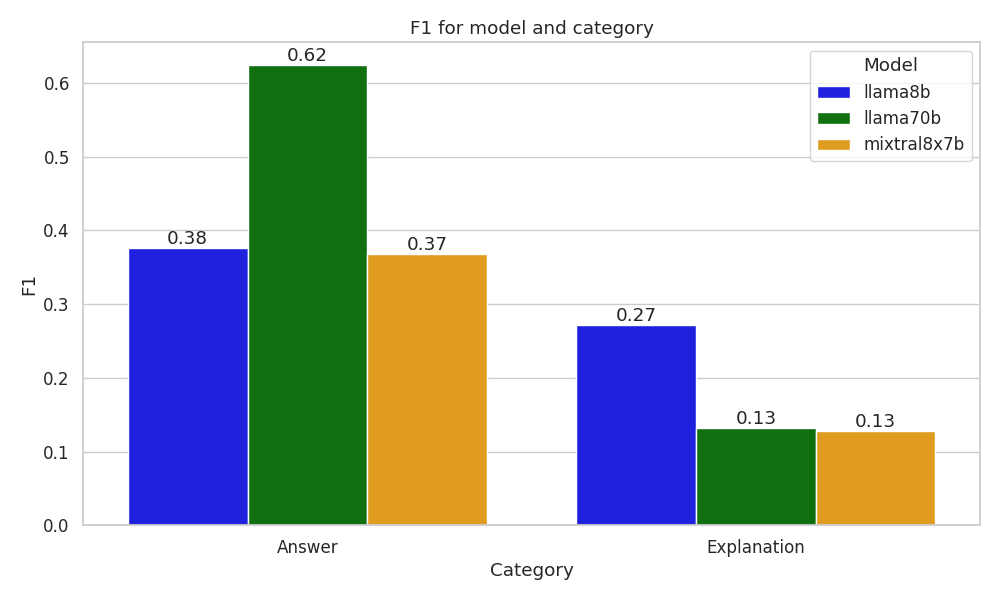 F1 for model and category
Model
llama8b
llama70b
mixtral8x7b
0.62
0.38
0.37
0.27
0.13
0.13
F1
0.6
0.5
0.4
0.3
0.2
0.1
0.0
Answer
Explanation
Category